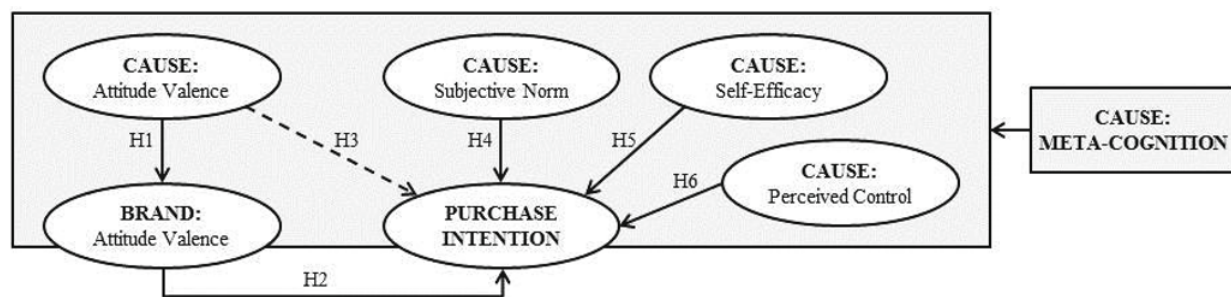 CAUSE:
Attitude Valence
CAUSE:
Subjective Norm
CAUSE:
Self-Efficacy
CAUSE:
META-COGNITION
H1
H3
H4
H5
H6
CAUSE:
Perceived Control
BRAND:
Attitude Valence
PURCHASE
INTENTION
H2